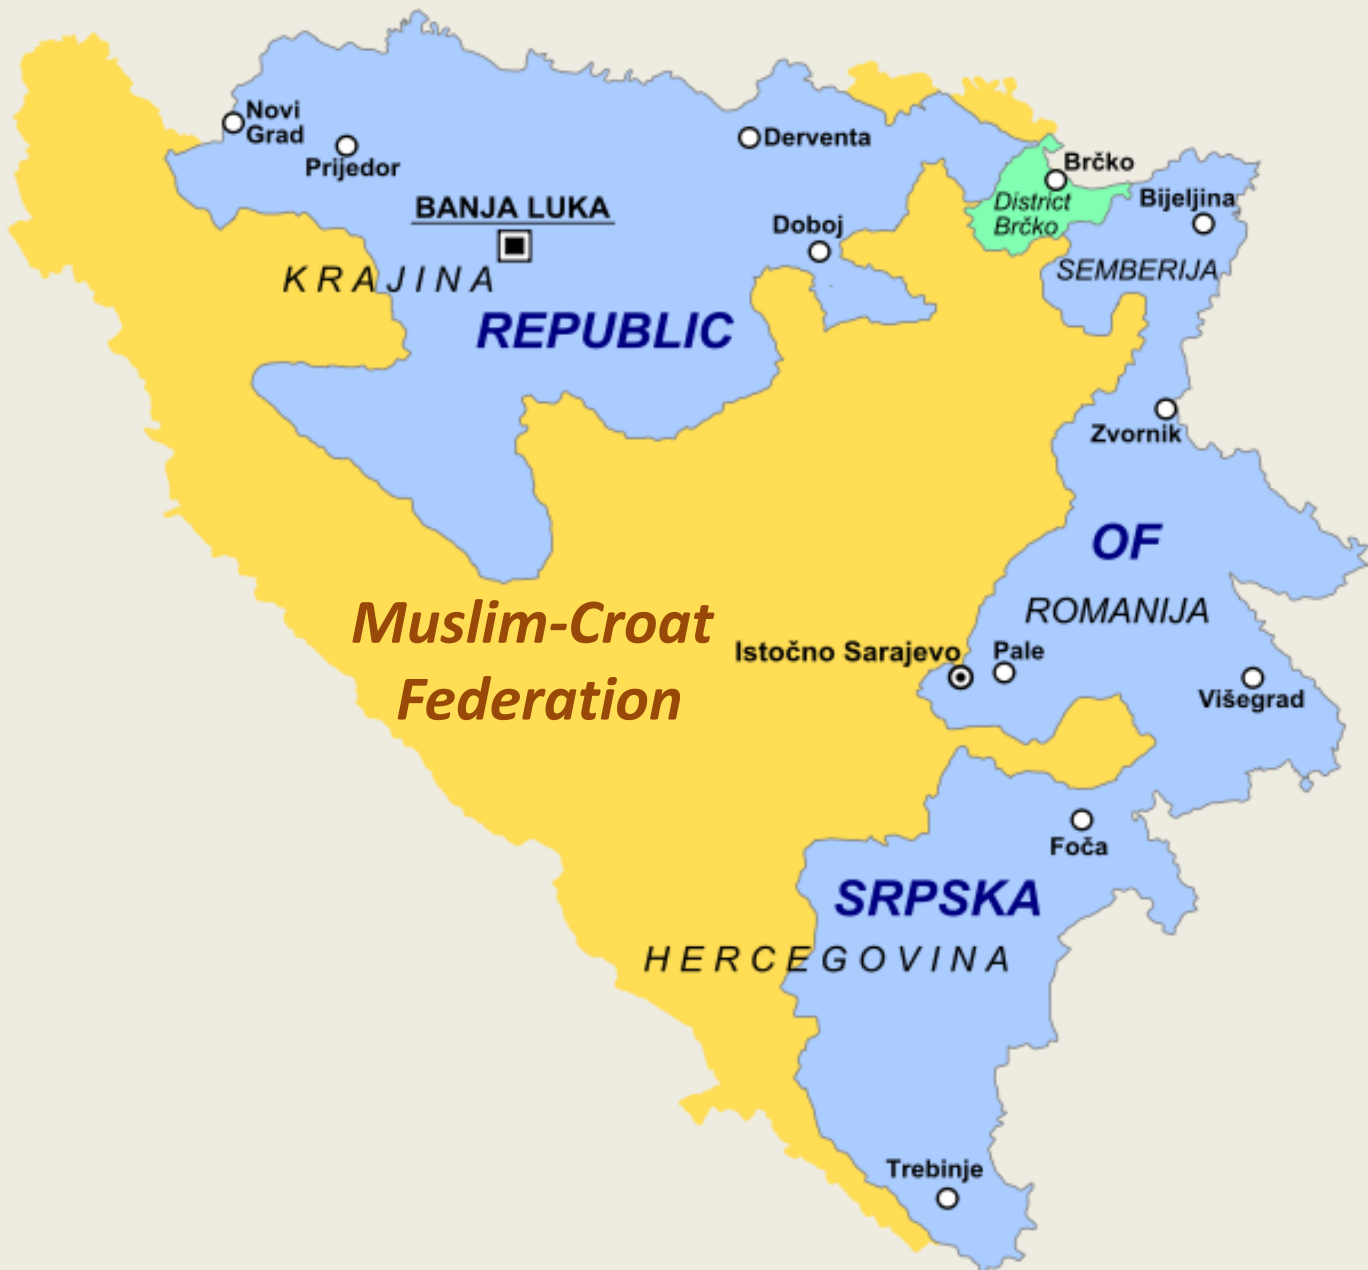 Novi
Grad
Prijedor
Derventa
Brčko
District
Brčko
Bijeljina
BANJA LUKA
Doboj
KRAJINA
SEMBERIJA
REPUBLIC
Zvornik
OF
Muslim-Croat
Federation
ROMANIJA
Istočno Sarajevo
Pale
Višegrad
Foča
SRPSKA
HERCEGOVINA
Trebinje